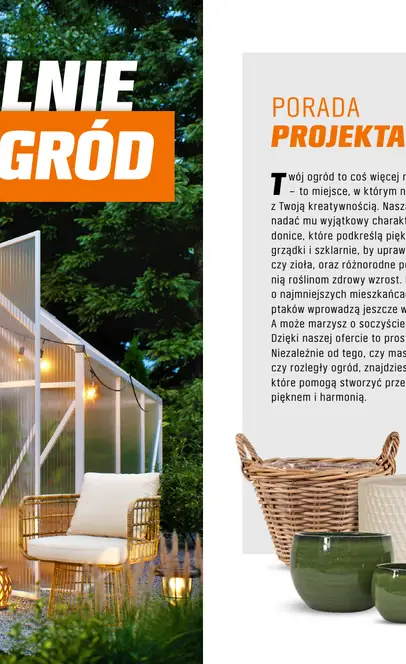 LNIE
GRÓD
PORADA
PROJEKTA
Twój ogród to coś więcej
– to miejsce, w którym
z Twoją kreatywnością. Nasz
nadać mu wyjątkowy charakt
donice, które podkreślą pięk
grządki i szklarnie, by upraw
czy zioła, oraz różnorodne
nią roślinom zdrowy wzrost.
o najmniejszych mieszkańca
ptaków wprowadzą jeszcze
A może marzysz o soczyście
Dzięki naszej ofercie to pros
Niezależnie od tego, czy mas
czy rozległy ogród, znajdzies
które pomogą stworzyć prze
pięknem i harmonią.